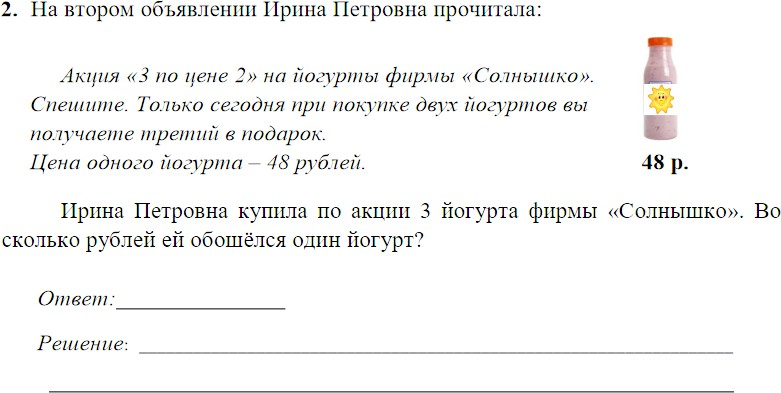 2. На втором объявлении Ирина Петровна прочитала:
Акция «3 по цене 2» на йогурты фирмы «Солнышко».
Спешите. Только сегодня при покупке двух йогуртов вы
получаете третий в подарок.
Цена одного йогурта – 48 рублей.
48 р.
Ирина Петровна купила по акции 3 йогурта фирмы «Солнышко». Во
сколько рублей ей обошёлся один йогурт?
Ответ:
Решение: